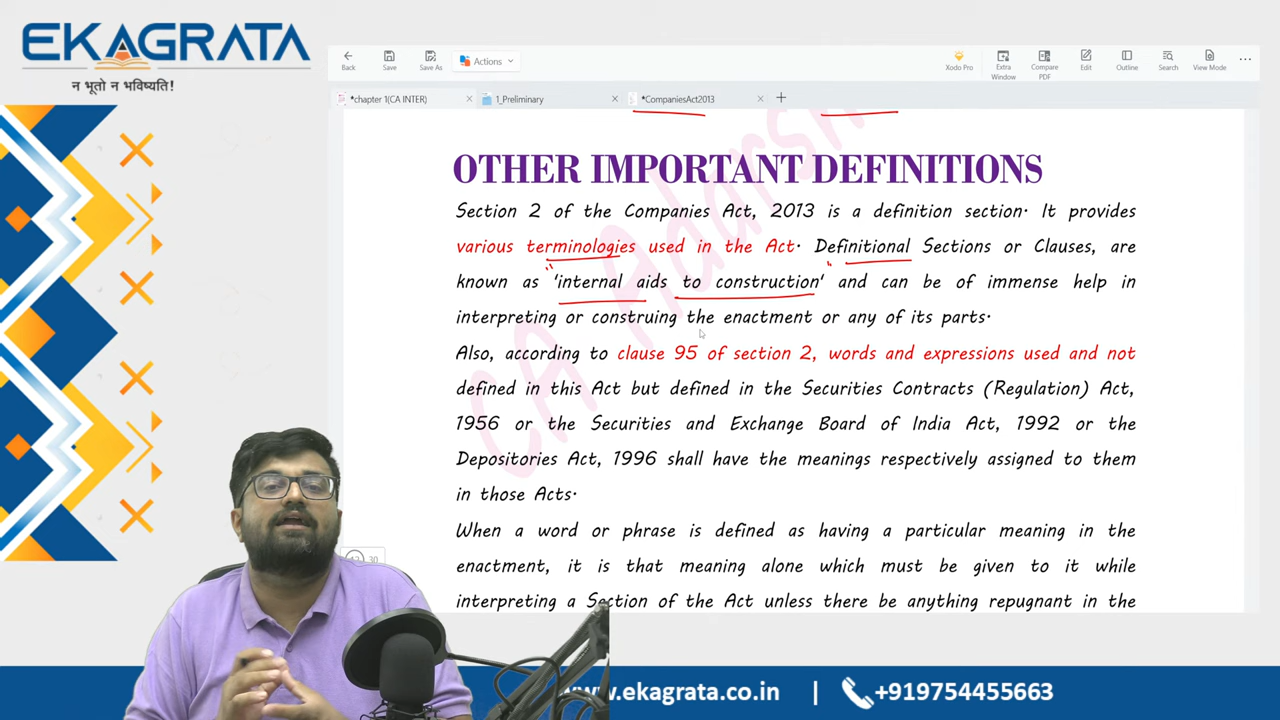 EKAGRATA
न भूतो न भविष्यति!
Back
Save
Save As
Actions
Xodo Pro
Extra Window
Compare PDF
Edit
Outline
Search
View Mode
*chapter 1(CA INTER)
1_Preliminary
*CompaniesAct2013
OTHER IMPORTANT DEFINITIONS
Section 2 of the Companies Act, 2013 is a definition section. It provides
various terminologies used in the Act. Definitional Sections or Clauses, are
known as 'internal aids to construction' and can be of immense help in
interpreting or construing the enactment or any of its parts.
Also, according to clause 95 of section 2, words and expressions used and not
defined in this Act but defined in the Securities Contracts (Regulation) Act,
1956 or the Securities and Exchange Board of India Act, 1992 or the
Depositories Act, 1996 shall have the meanings respectively assigned to them
in those Acts.
When a word or phrase is defined as having a particular meaning in the
enactment, it is that meaning alone which must be given to it while
interpreting a Section of the Act unless there be anything repugnant in the
CA Adarsh
30
www.ekagrata.co.in | +919754455663